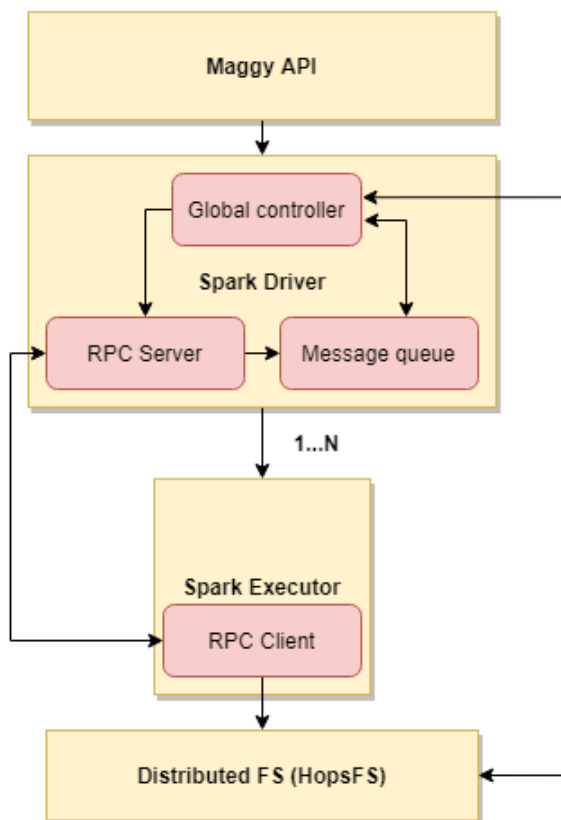 Maggy API
Global controller
Spark Driver
RPC Server
Message queue
1...N
Spark Executor
RPC Client
Distributed FS (HopsFS)